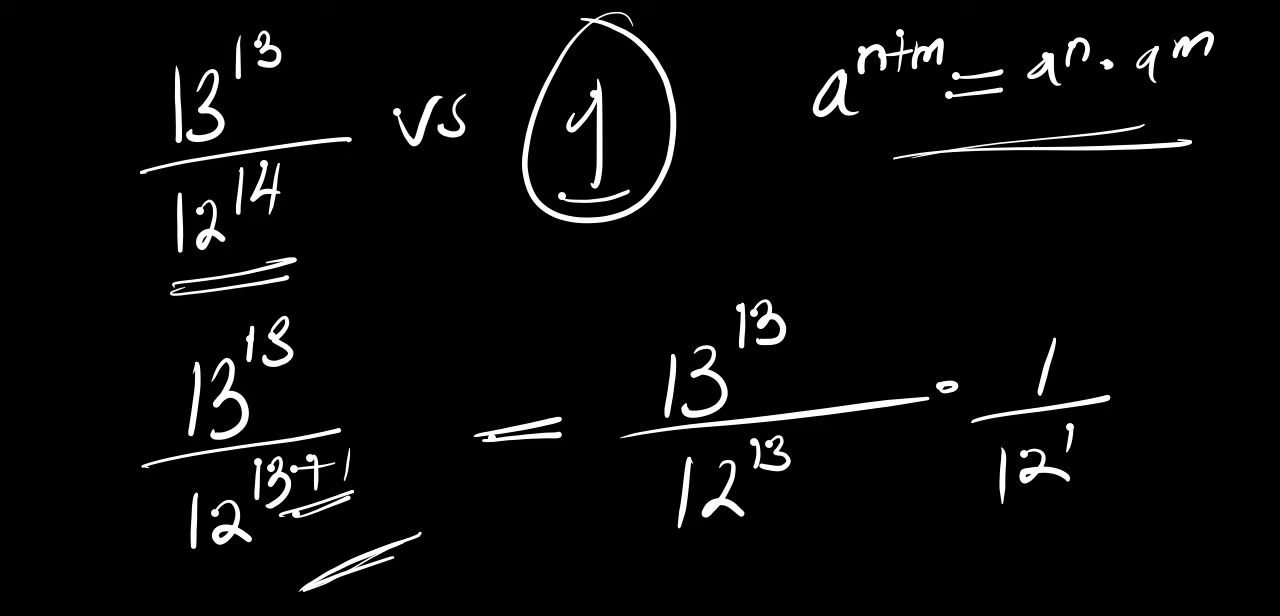 13^13 / 12^14 vs 1
a^(n+m) = a^n · a^m
13^13 / 12^(13+1) = 13^13 / 12^13 · 1 / 12^1